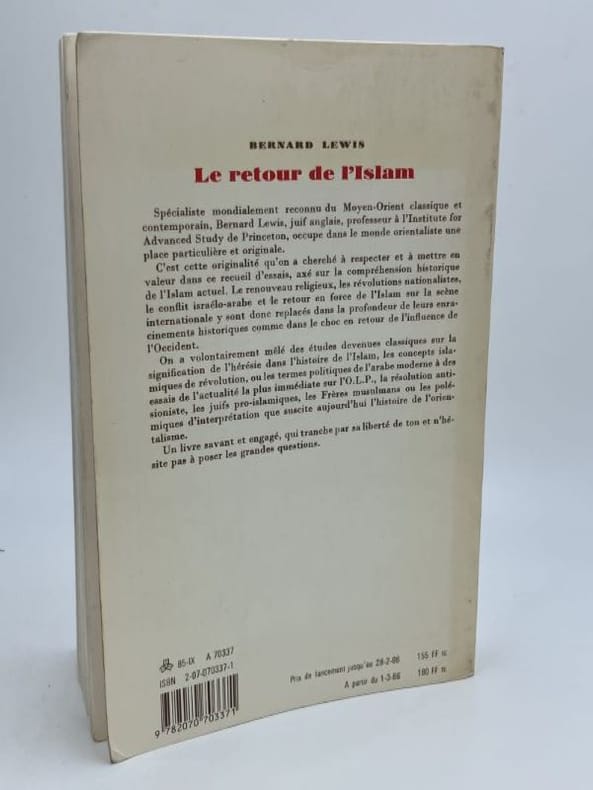 BERNARD LEWIS
Le retour de l'Islam
Spécialiste mondialement reconnu du Moyen-Orient classique et
contemporain, Bernard Lewis, juif anglais, professeur à l'Institute for
Advanced Study de Princeton, occupe dans le monde orientaliste une
place particulière et originale.
C'est cette originalité qu'on a cherché à respecter et à mettre en
valeur dans ce recueil d'essais, axé sur la compréhension historique
de l'Islam actuel. Le renouveau religieux, les révolutions nationalistes,
le conflit israélo-arabe et le retour en force de l'Islam sur la scène
internationale y sont donc replacés dans la profondeur de leurs enra-
cinements historiques comme dans le choc en retour de l'influence de
l'Occident.
On a volontairement mêlé des études devenues classiques sur la
signification de l'hérésie dans l'histoire de l'Islam, les concepts isla-
miques de révolution, ou les termes politiques de l'arabe moderne à des
essais de l'actualité la plus immédiate sur l'O.L.P., la résolution anti-
sioniste, les juifs pro-islamiques, les Frères musulmans ou les polé-
miques d'interprétation que suscite aujourd'hui l'histoire de l'orien-
talisme.
Un livre savant et engagé, qui tranche par sa liberté de ton et n'hé-
site pas à poser les grandes questions.
85-IX A 70337
ISBN 2-07-070337-1
Prix de lancement jusqu'au 28-2-86 155 FF tc
A partir du 1-3-86 180 FF tc
9 782070 703371